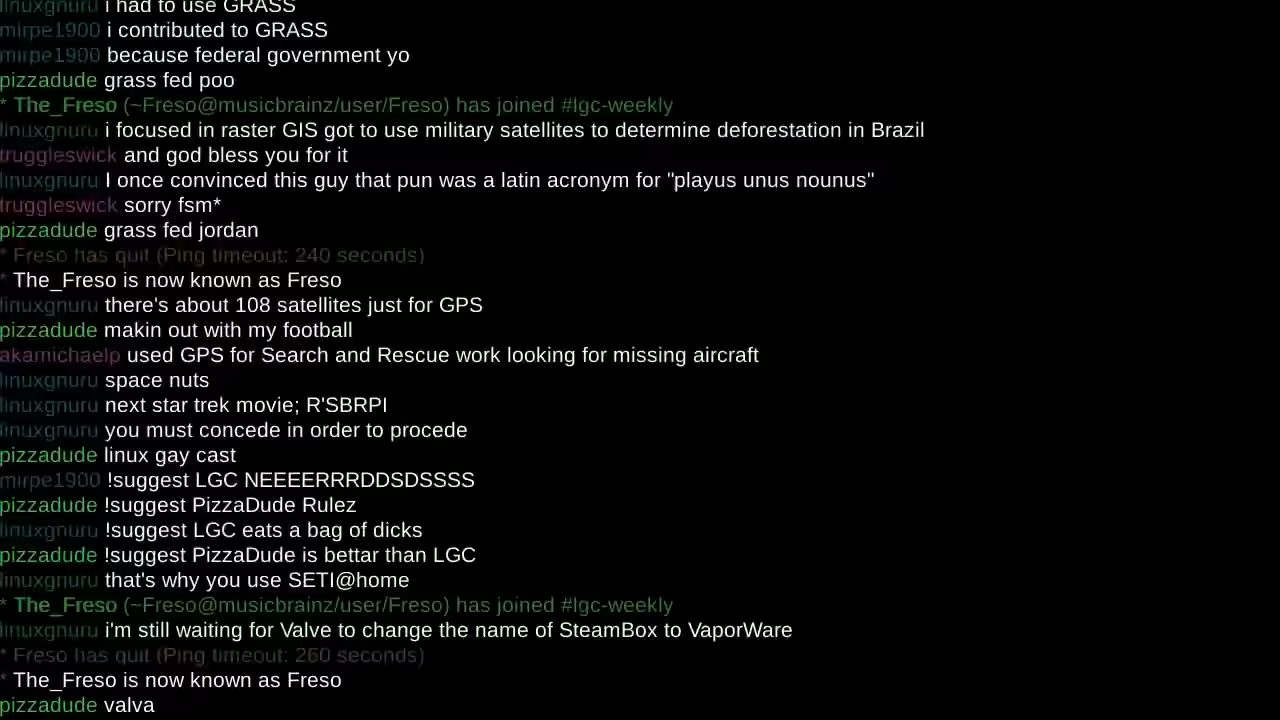 linuxgnuru i had to use GRASS
mirpe1900 i contributed to GRASS
mirpe1900 because federal government yo
pizzadude grass fed poo
* The_Freso (~Freso@musicbrainz/user/Freso) has joined #lgc-weekly
linuxgnuru i focused in raster GIS got to use military satellites to determine deforestation in Brazil
truggleswick and god bless you for it
linuxgnuru I once convinced this guy that pun was a latin acronym for "playus unus nounus"
truggleswick sorry fsm*
pizzadude grass fed jordan
* Freso has quit (Ping timeout: 240 seconds)
* The_Freso is now known as Freso
linuxgnuru there's about 108 satellites just for GPS
pizzadude makin out with my football
akamichaelp used GPS for Search and Rescue work looking for missing aircraft
linuxgnuru space nuts
linuxgnuru next star trek movie; R'SBRPI
linuxgnuru you must concede in order to procede
pizzadude linux gay cast
mirpe1900 !suggest LGC NEEEERRRDDSDSSSS
pizzadude !suggest PizzaDude Rulez
linuxgnuru !suggest LGC eats a bag of dicks
pizzadude !suggest PizzaDude is bettar than LGC
linuxgnuru that's why you use SETI@home
* The_Freso (~Freso@musicbrainz/user/Freso) has joined #lgc-weekly
linuxgnuru i'm still waiting for Valve to change the name of SteamBox to VaporWare
* Freso has quit (Ping timeout: 260 seconds)
* The_Freso is now known as Freso
pizzadude valva